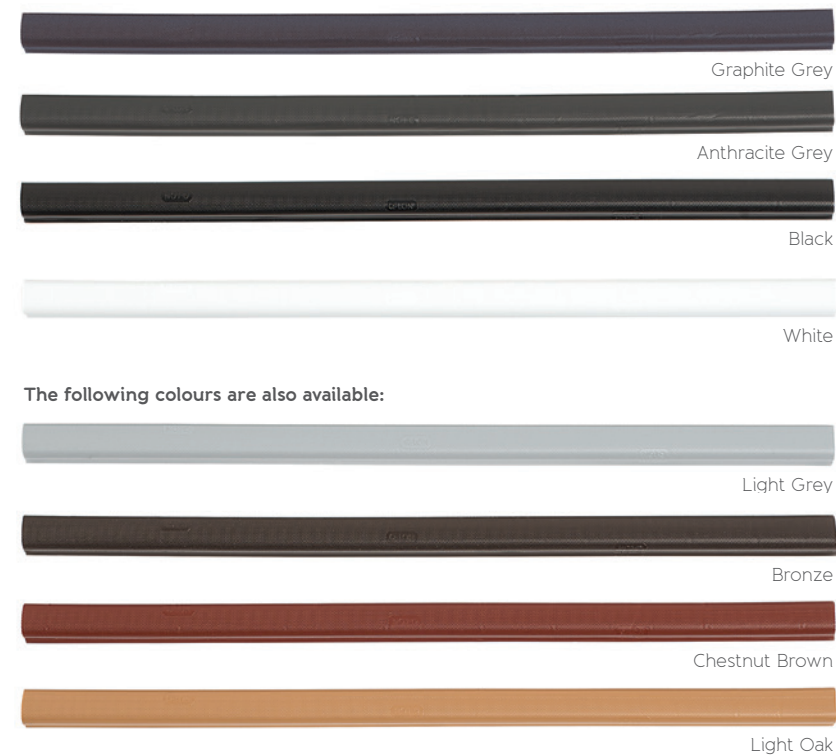 Graphite Grey
Anthracite Grey
Black
White
The following colours are also available:
Light Grey
Bronze
Chestnut Brown
Light Oak